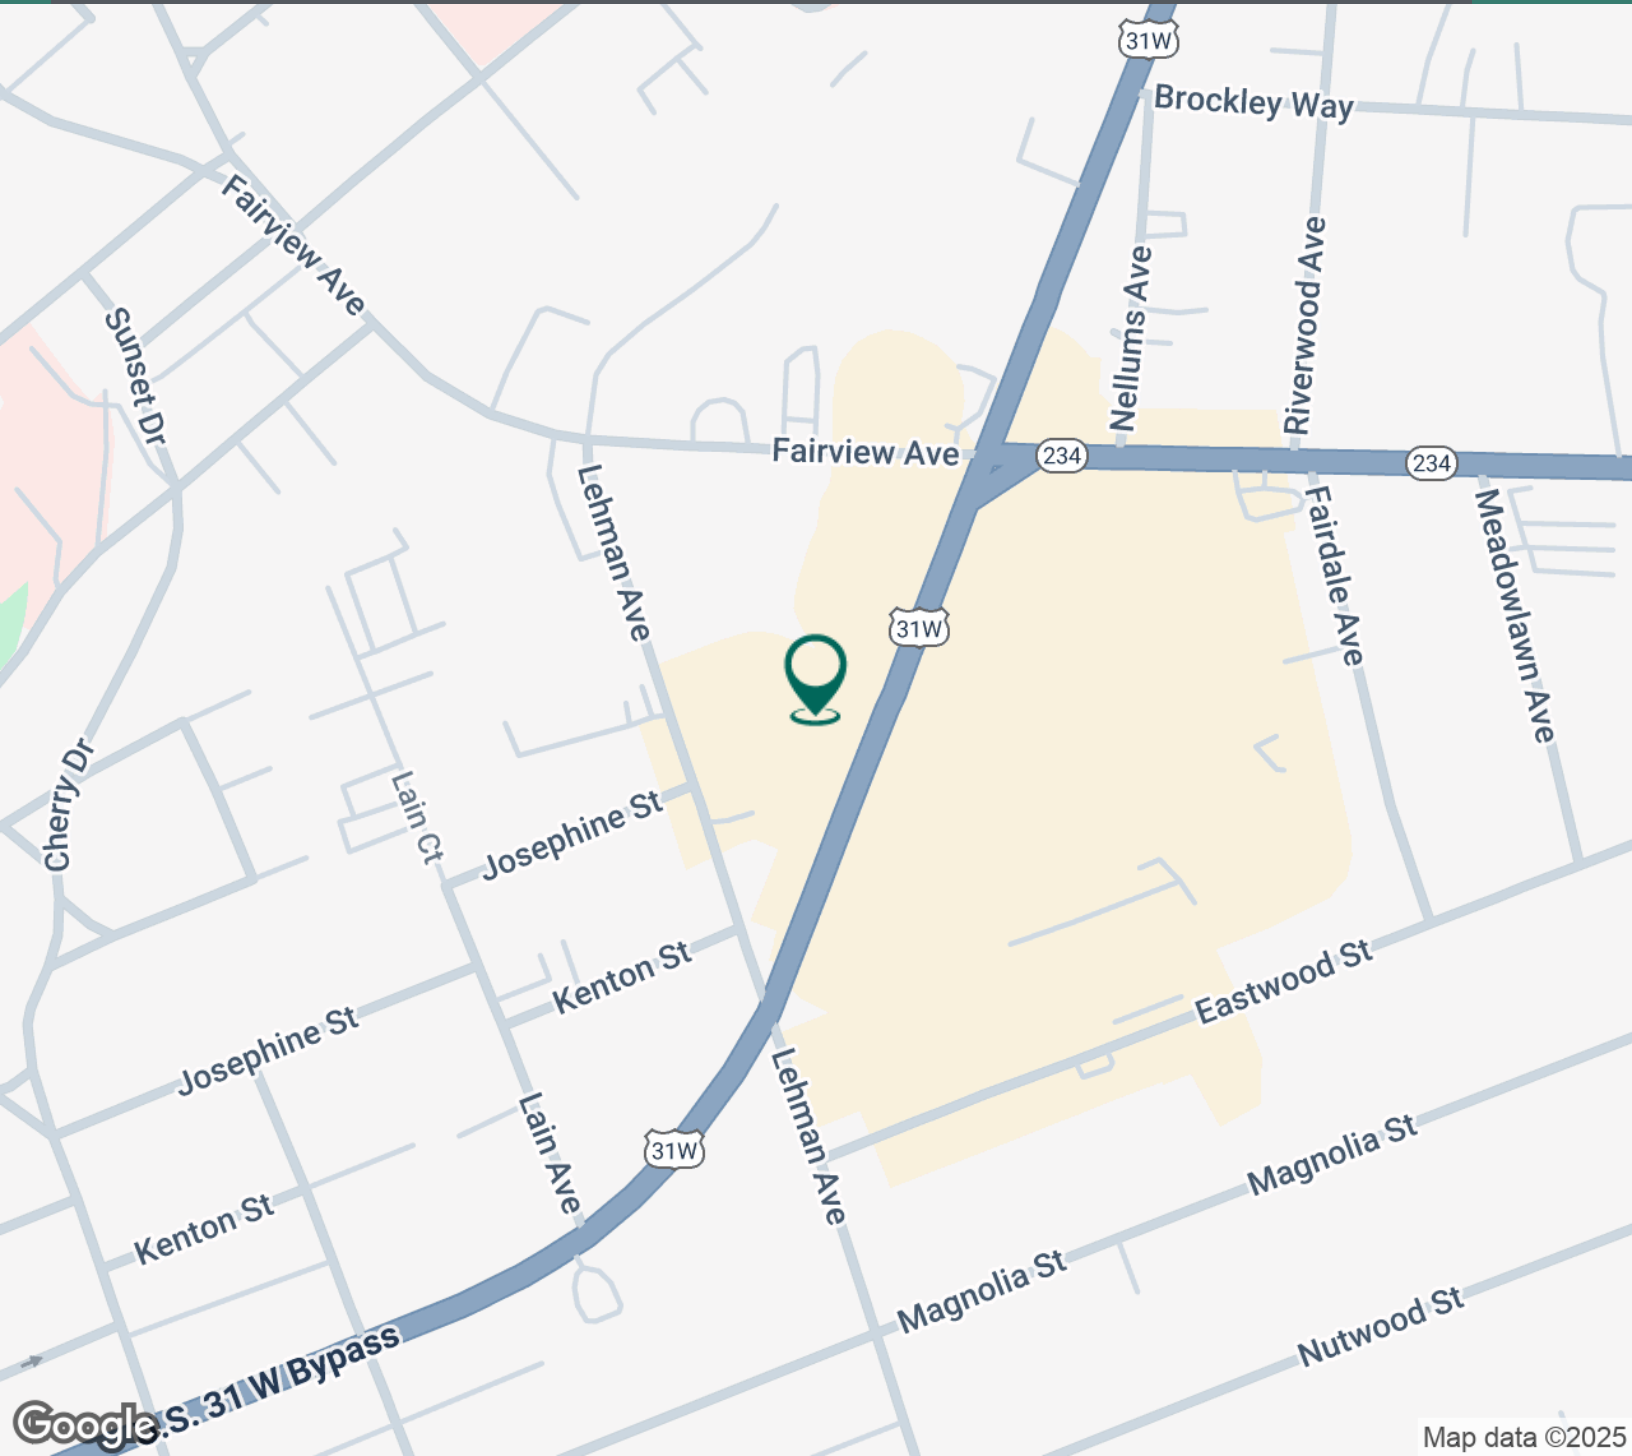 31W
Brockley Way
Fairview Ave
Sunset Dr
Nellums Ave
Riverwood Ave
Fairview Ave
234
234
Lehman Ave
Fairdale Ave
Meadowlawn Ave
31W
Cherry Dr
Lain Ct
Josephine St
Kenton St
Eastwood St
Josephine St
Lehman Ave
Lain Ave
31W
Magnolia St
Kenton St
Magnolia St
Nutwood St
.S. 31 W Bypass
Google
Map data ©2025